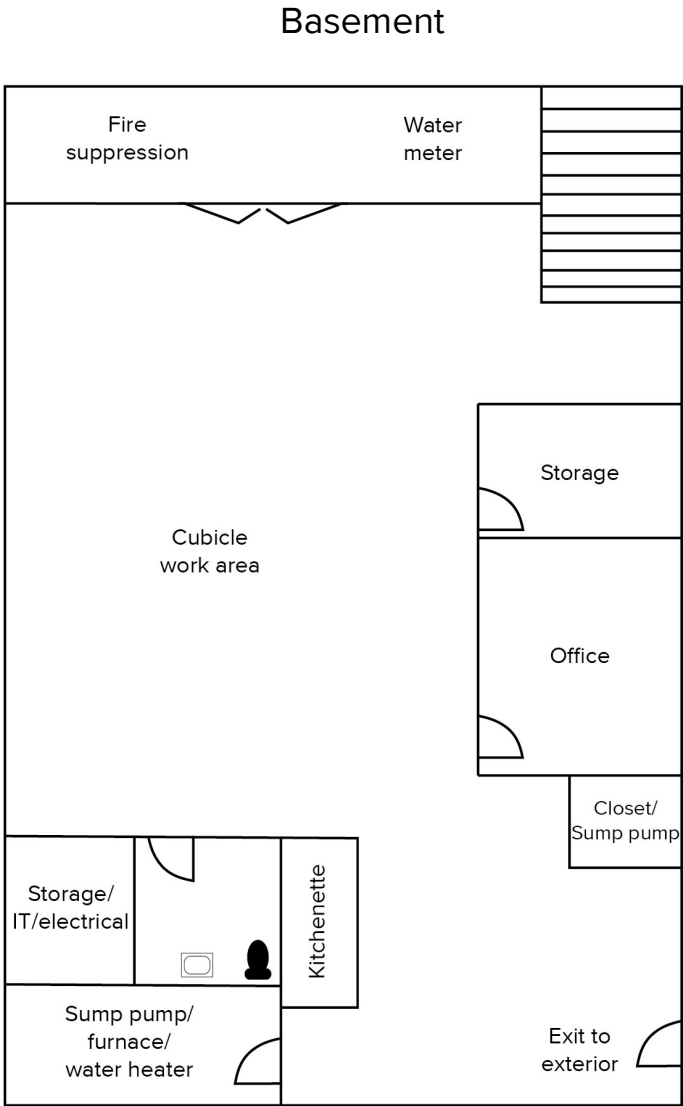 Basement
Fire
suppression
Water
meter
Storage
Cubicle
work area
Office
Closet/
Sump pump
Storage/
IT/electrical
Kitchenette
Sump pump/
furnace/
water heater
Exit to
exterior